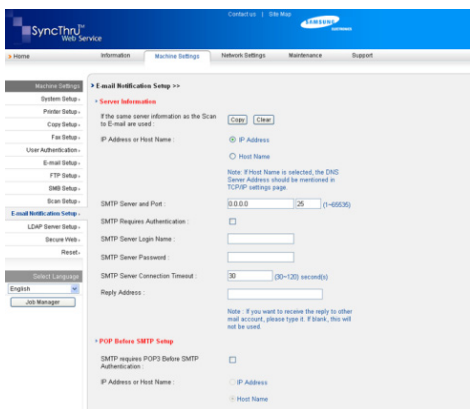 Contact us | Site Map
SAMSUNG
ELECTRONICS
SyncThru™
Web Service
> Home
Information
Machine Settings
Network Settings
Maintenance
Support
Machine Settings
System Setup
Printer Setup
Copy Setup
Fax Setup
User Authentication
E-mail Setup
FTP Setup
SMB Setup
Scan Setup
E-mail Notification Setup
LDAP Server Setup
Secure Web
Reset
Select Language
English
Job Manager
E-mail Notification Setup >>
Server Information
If the same server information as the Scan
to E-mail are used :
Copy
Clear
IP Address or Host Name :
IP Address
Host Name
Note: If Host Name is selected, the DNS
Server Address should be mentioned in
TCP/IP settings page.
SMTP Server and Port :
0.0.0.0
25
(1~65535)
SMTP Requires Authentication :
SMTP Server Login Name :
SMTP Server Password :
SMTP Server Connection Timeout :
30
(30~120) second(s)
Reply Address :
Note : If you want to receive the reply to other
mail account, please type it. If blank, this will
not be used.
POP Before SMTP Setup
SMTP requires POP3 Before SMTP
Authentication :
IP Address or Host Name :
IP Address
Host Name